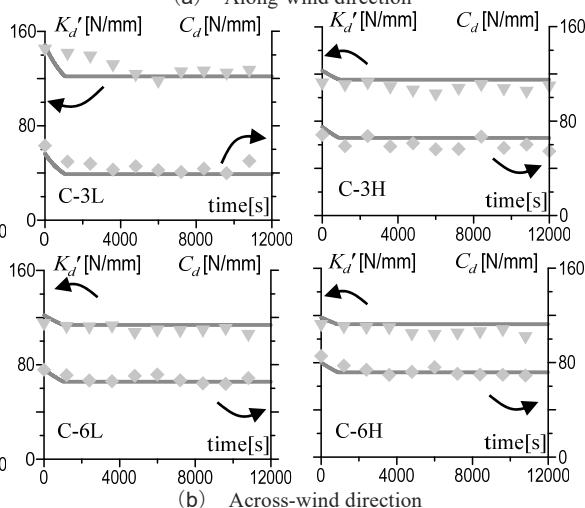 (a) Along-wind direction
K_d′ [N/mm] C_d [N/mm]
160
80
0
0 4000 8000 12000
C-3L
time[s]
K_d′ [N/mm] C_d [N/mm]
160
80
0
0 4000 8000 12000
C-3H
time[s]
0
K_d′ [N/mm] C_d [N/mm]
160
80
0
0 4000 8000 12000
C-6L
time[s]
K_d′ [N/mm] C_d [N/mm]
160
80
0
0 4000 8000 12000
C-6H
time[s]
0
(b) Across-wind direction